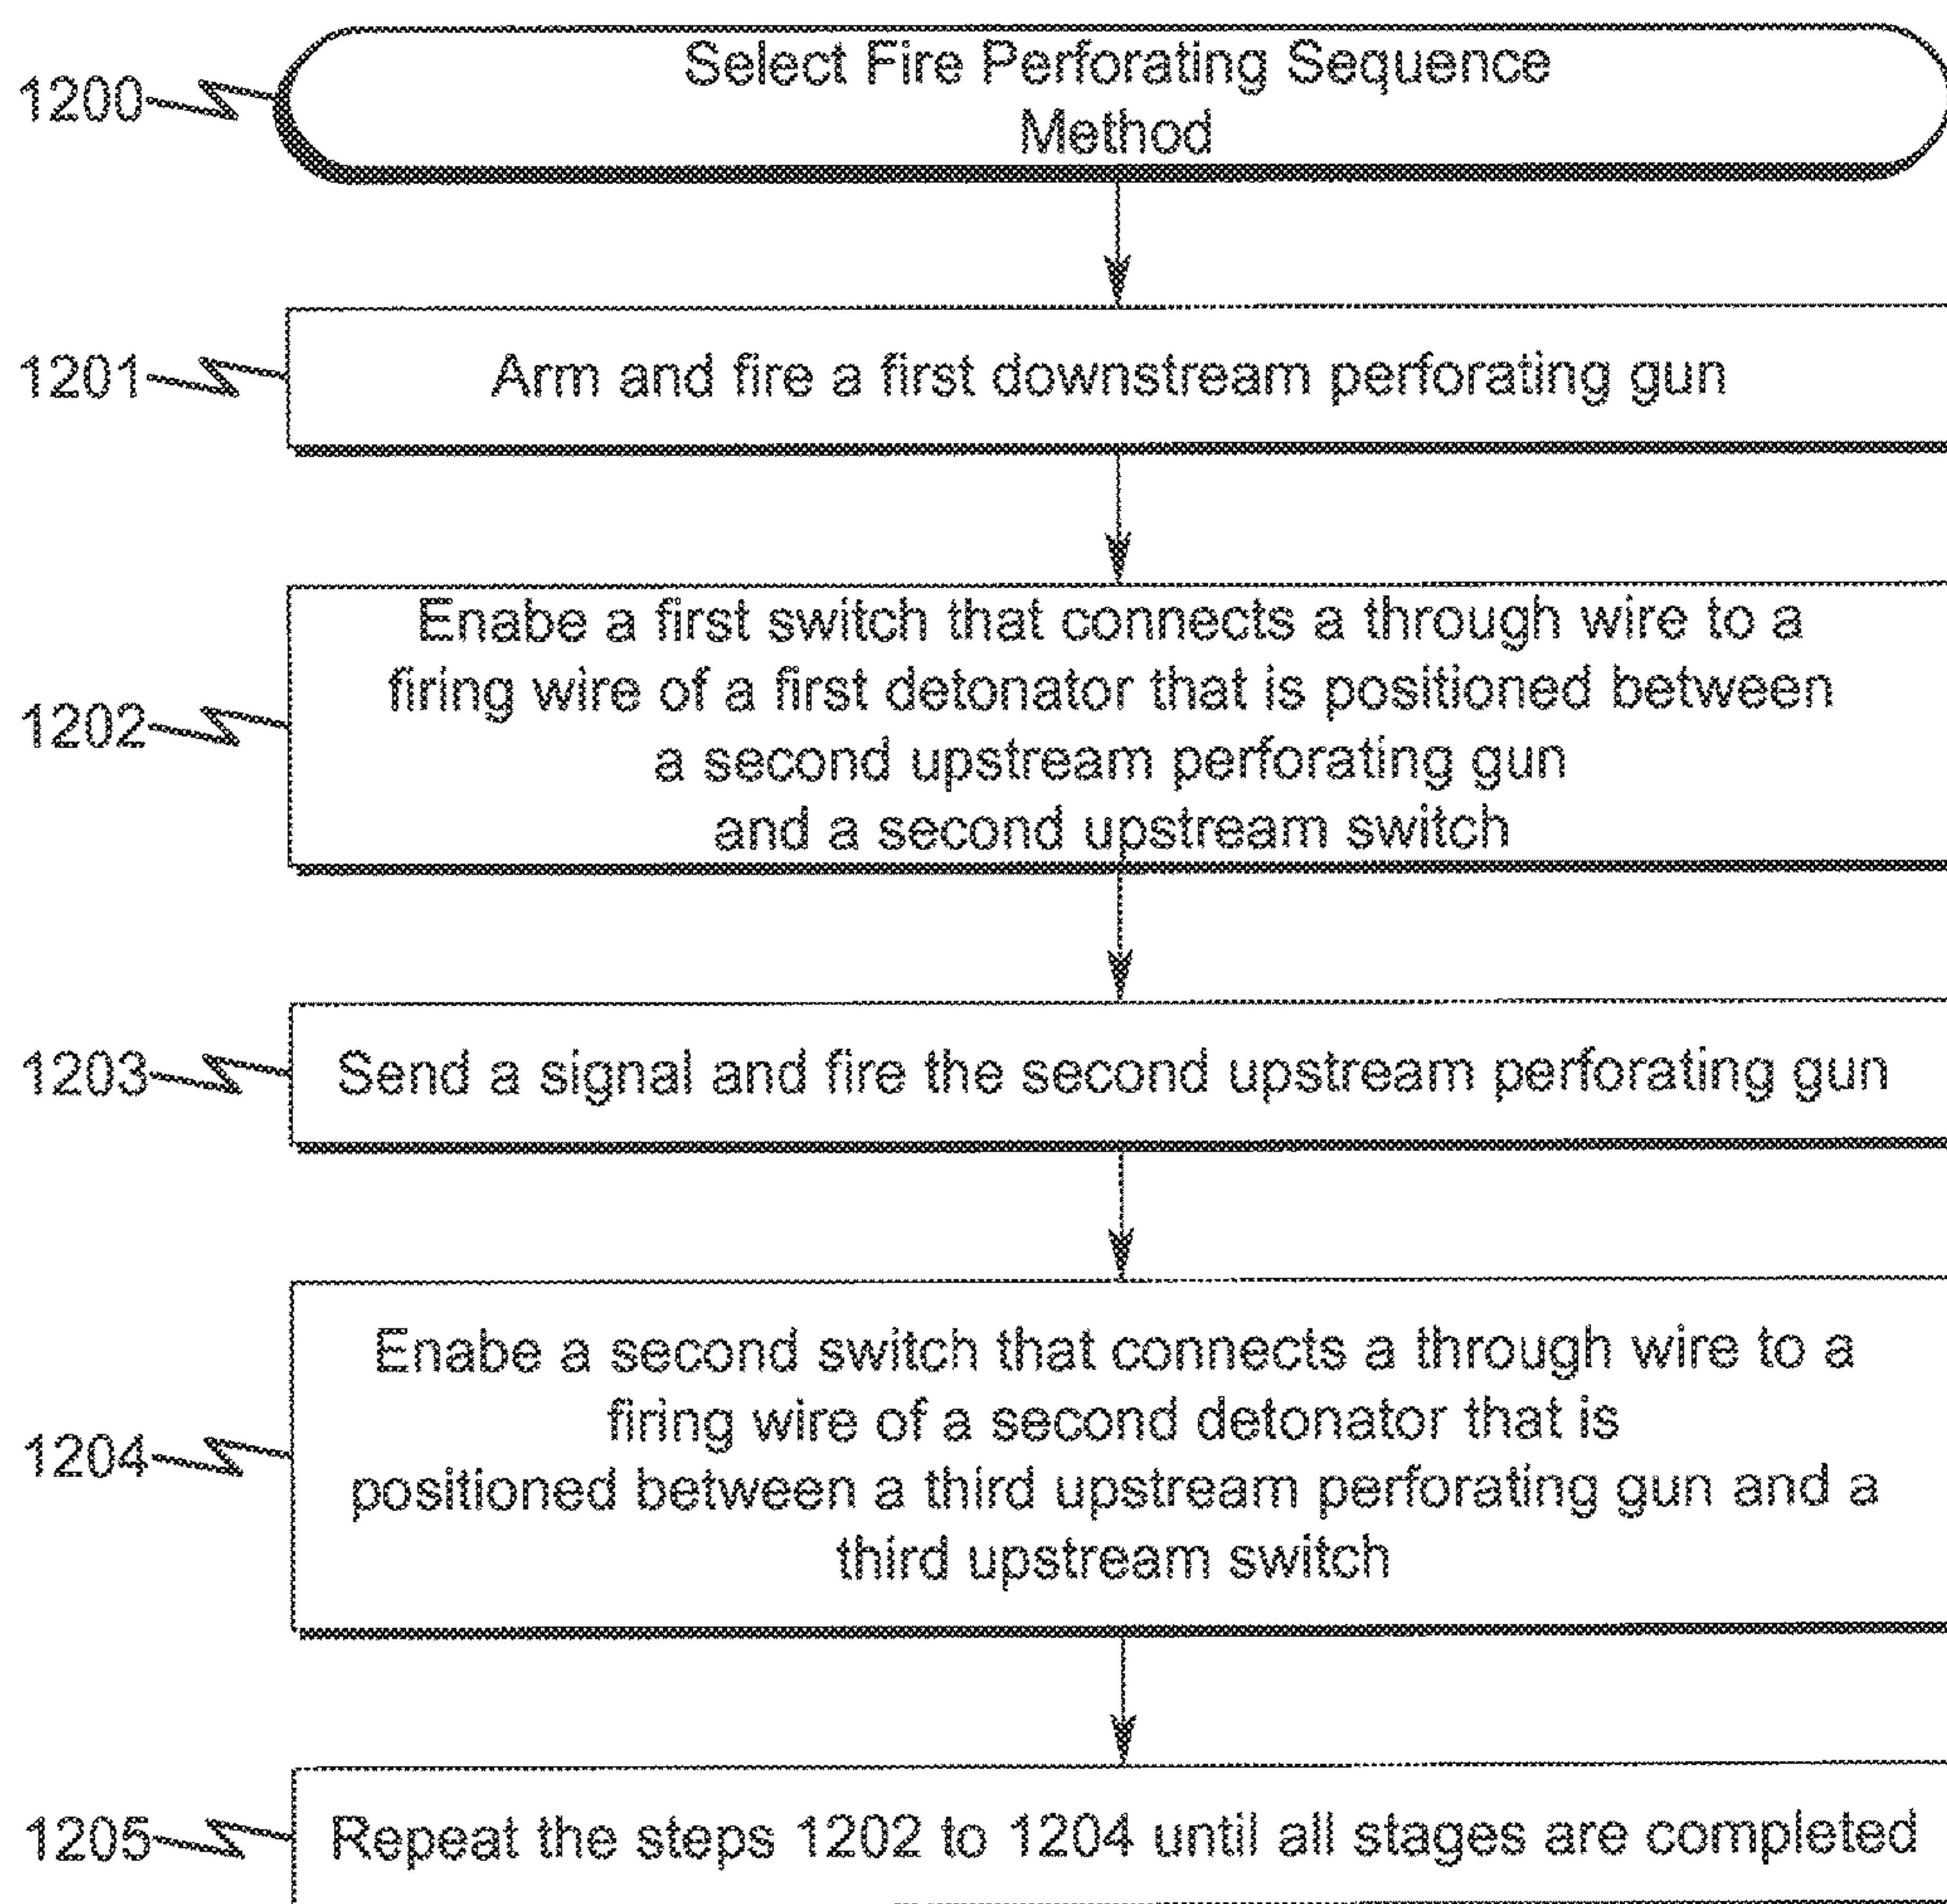 1200
Select Fire Perforating Sequence
Method
1201
Arm and fire a first downstream perforating gun
1202
Enabe a first switch that connects a through wire to a
firing wire of a first detonator that is positioned between
a second upstream perforating gun
and a second upstream switch
1203
Send a signal and fire the second upstream perforating gun
1204
Enabe a second switch that connects a through wire to a
firing wire of a second detonator that is
positioned between a third upstream perforating gun and a
third upstream switch
1205
Repeat the steps 1202 to 1204 until all stages are completed